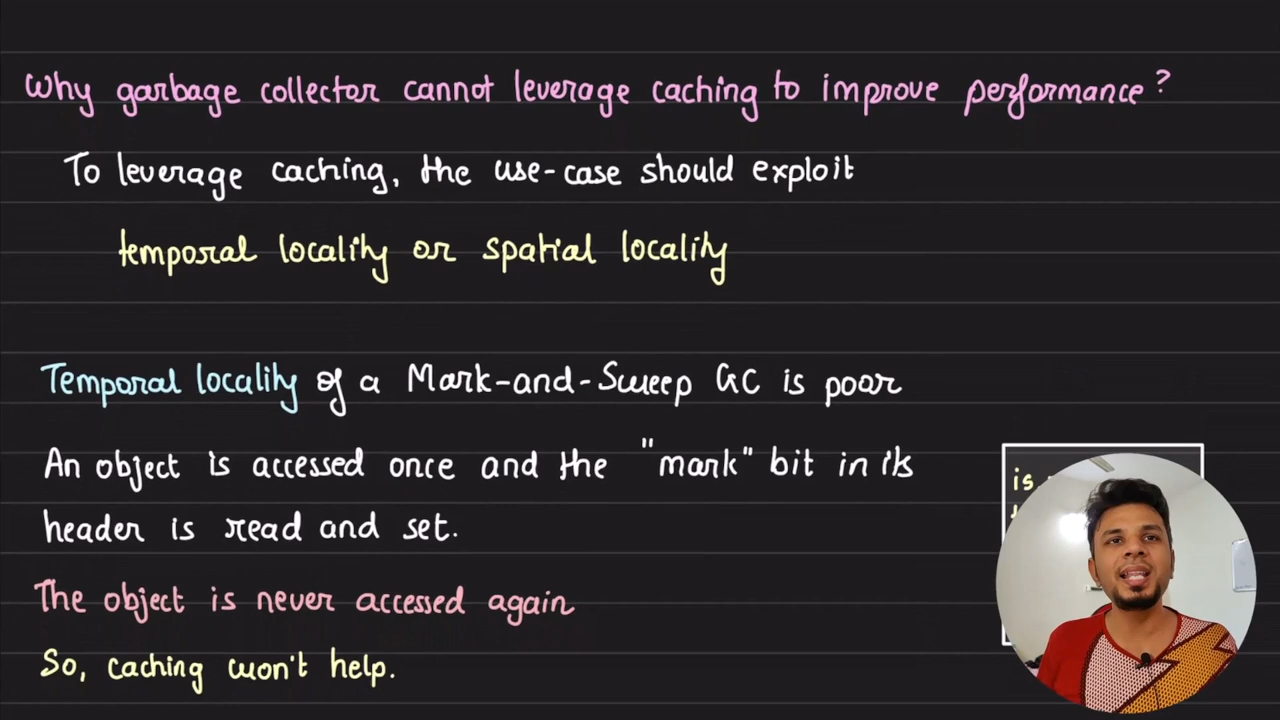 Why garbage collector cannot leverage caching to improve performance?
To leverage caching, the use-case should exploit
temporal locality or spatial locality
Temporal locality of a Mark-and-Sweep GC is poor
An object is accessed once and the "mark" bit in its
header is read and set.
is
The object is never accessed again
So, caching won't help.